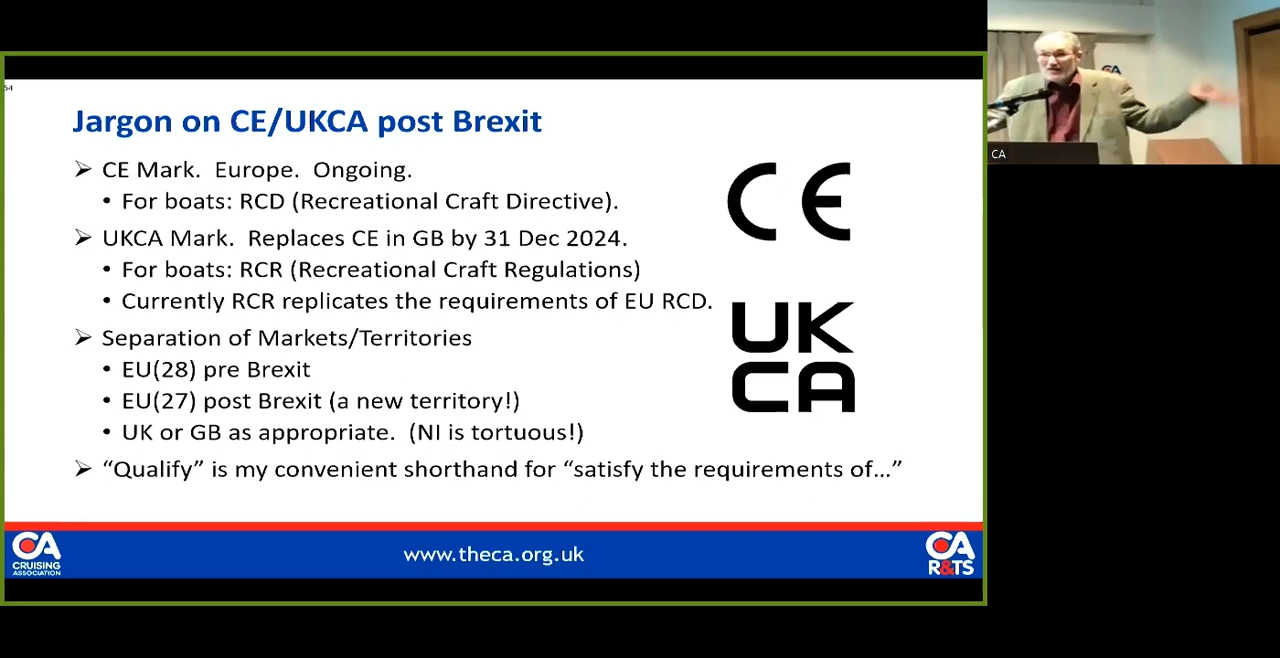 54
Jargon on CE/UKCA post Brexit
➢ CE Mark.  Europe.  Ongoing.
• For boats: RCD (Recreational Craft Directive).
➢ UKCA Mark.  Replaces CE in GB by 31 Dec 2024.
• For boats: RCR (Recreational Craft Regulations)
• Currently RCR replicates the requirements of EU RCD.
➢ Separation of Markets/Territories
• EU(28) pre Brexit
• EU(27) post Brexit (a new territory!)
• UK or GB as appropriate.  (NI is tortuous!)
➢ “Qualify” is my convenient shorthand for “satisfy the requirements of…”
CE
UK
CA
CA
CRUISING
ASSOCIATION
www.theca.org.uk
CA
R&TS
CA
CA